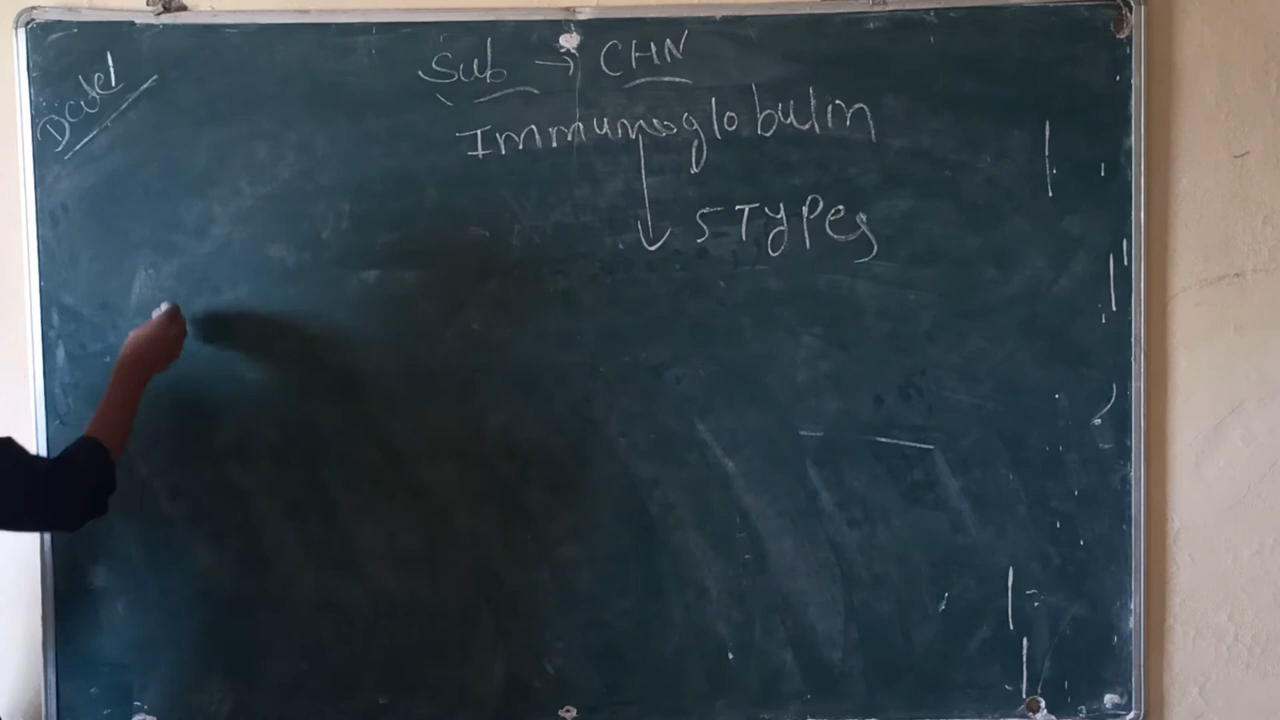 Date
Sub → CHN
Immunoglobulin
5 Types